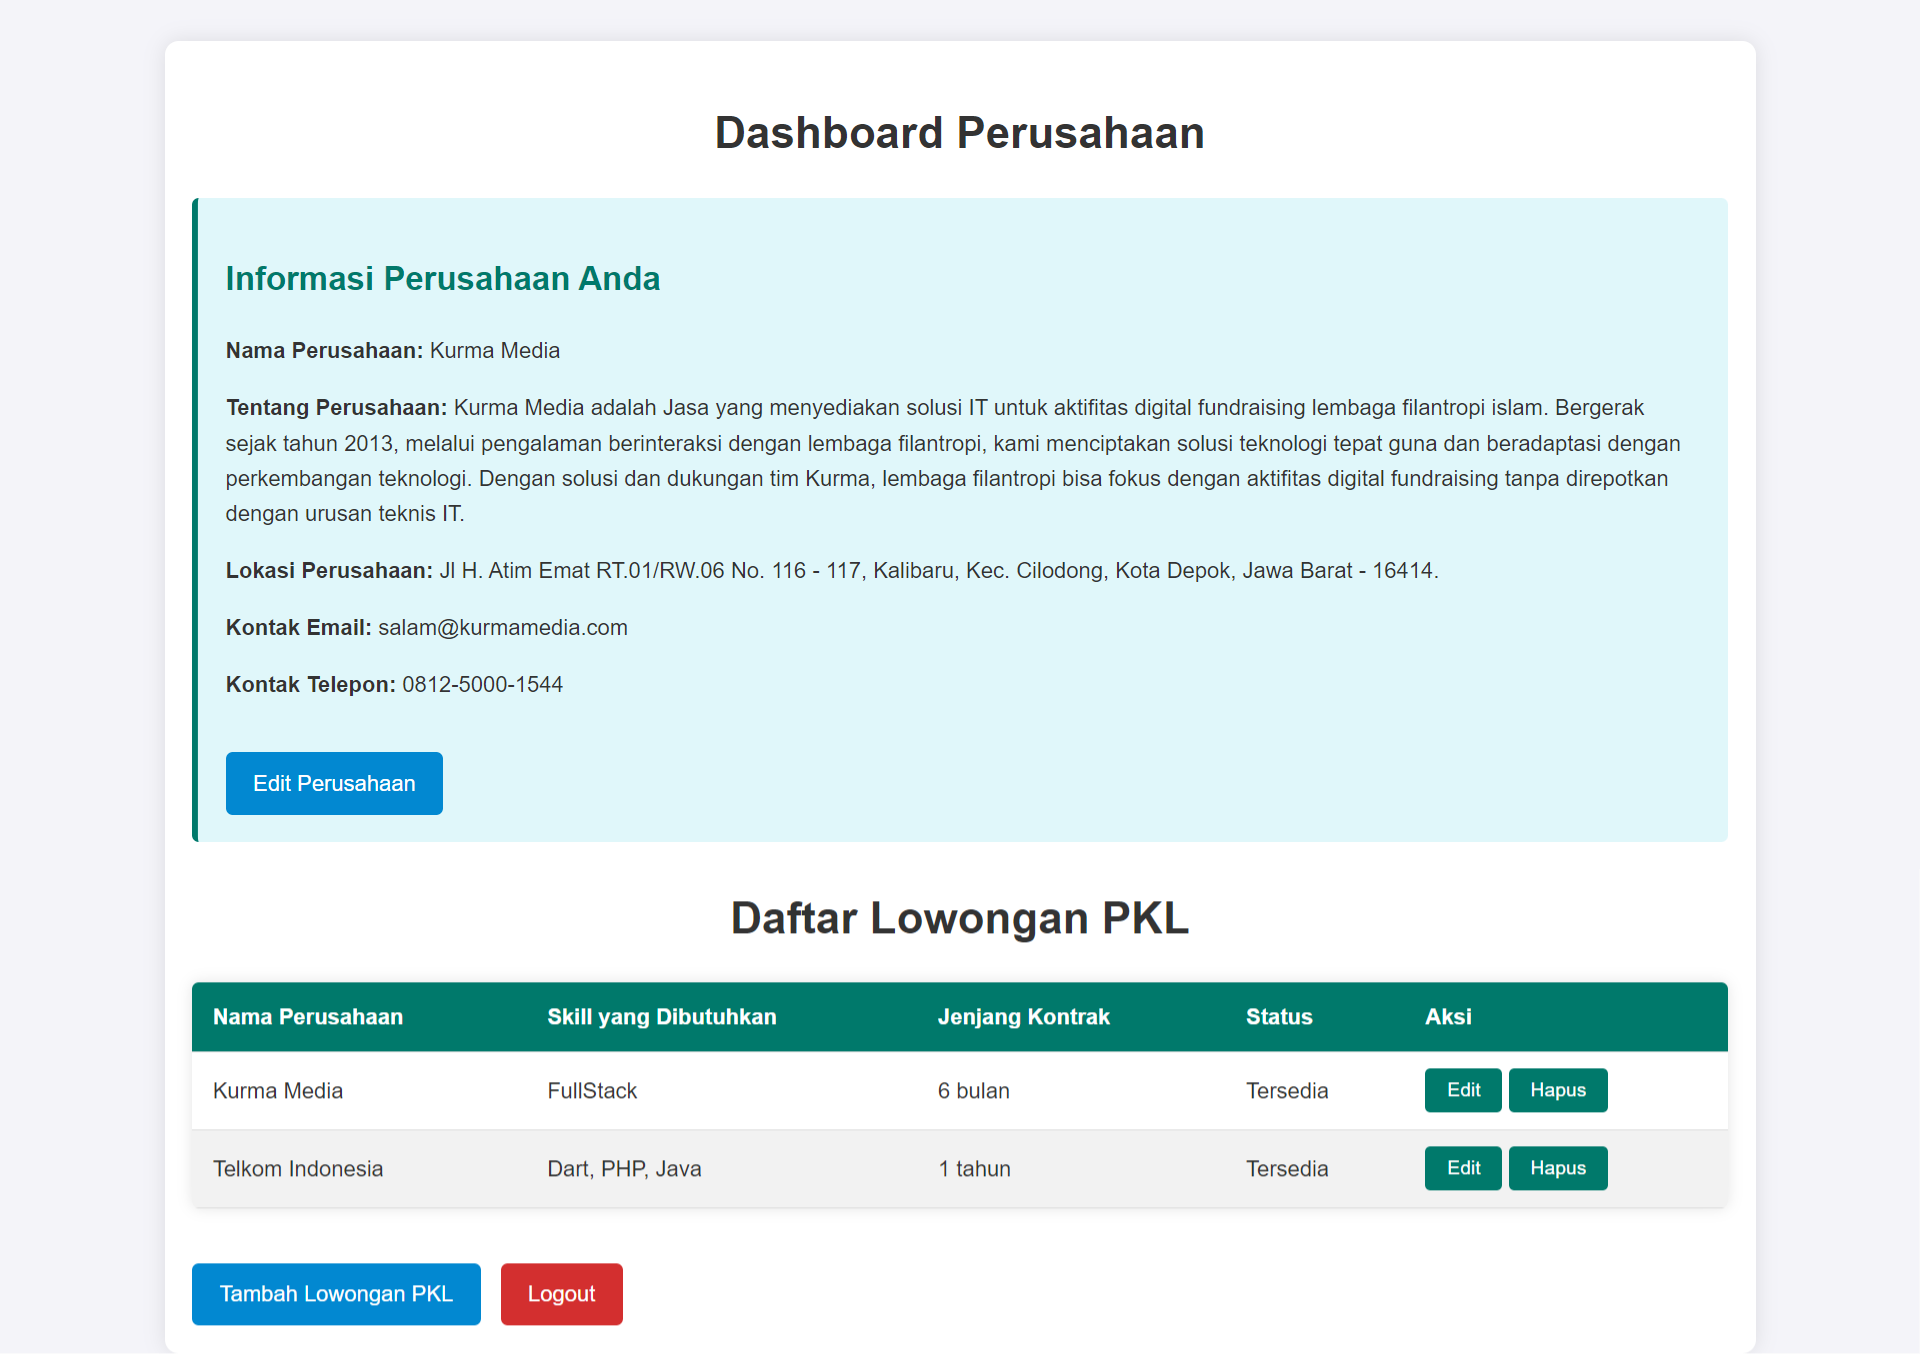 Dashboard Perusahaan
Informasi Perusahaan Anda
Nama Perusahaan: Kurma Media
Tentang Perusahaan: Kurma Media adalah Jasa yang menyediakan solusi IT untuk aktifitas digital fundraising lembaga filantropi islam. Bergerak
sejak tahun 2013, melalui pengalaman berinteraksi dengan lembaga filantropi, kami menciptakan solusi teknologi tepat guna dan beradaptasi dengan
perkembangan teknologi. Dengan solusi dan dukungan tim Kurma, lembaga filantropi bisa fokus dengan aktifitas digital fundraising tanpa direpotkan
dengan urusan teknis IT.
Lokasi Perusahaan: Jl H. Atim Emat RT.01/RW.06 No. 116 - 117, Kalibaru, Kec. Cilodong, Kota Depok, Jawa Barat - 16414.
Kontak Email: salam@kurmamedia.com
Kontak Telepon: 0812-5000-1544
Edit Perusahaan
Daftar Lowongan PKL
Nama Perusahaan Skill yang Dibutuhkan Jenjang Kontrak Status Aksi
Kurma Media FullStack 6 bulan Tersedia Edit Hapus
Telkom Indonesia Dart, PHP, Java 1 tahun Tersedia Edit Hapus
Tambah Lowongan PKL Logout